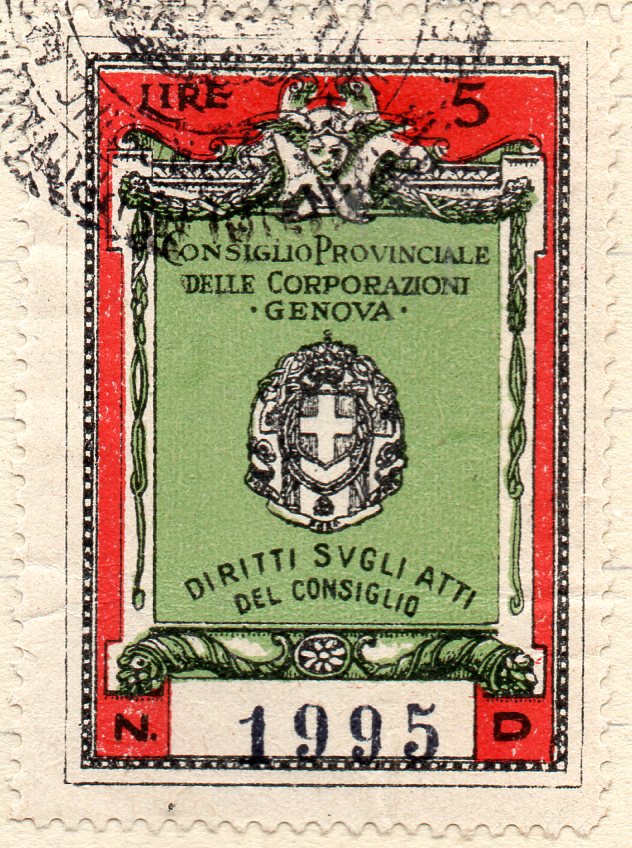 LIRE 5
CONSIGLIO PROVINCIALE
DELLE CORPORAZIONI
· GENOVA ·
DIRITTI SVGLI ATTI
DEL CONSIGLIO
N. 1995 D